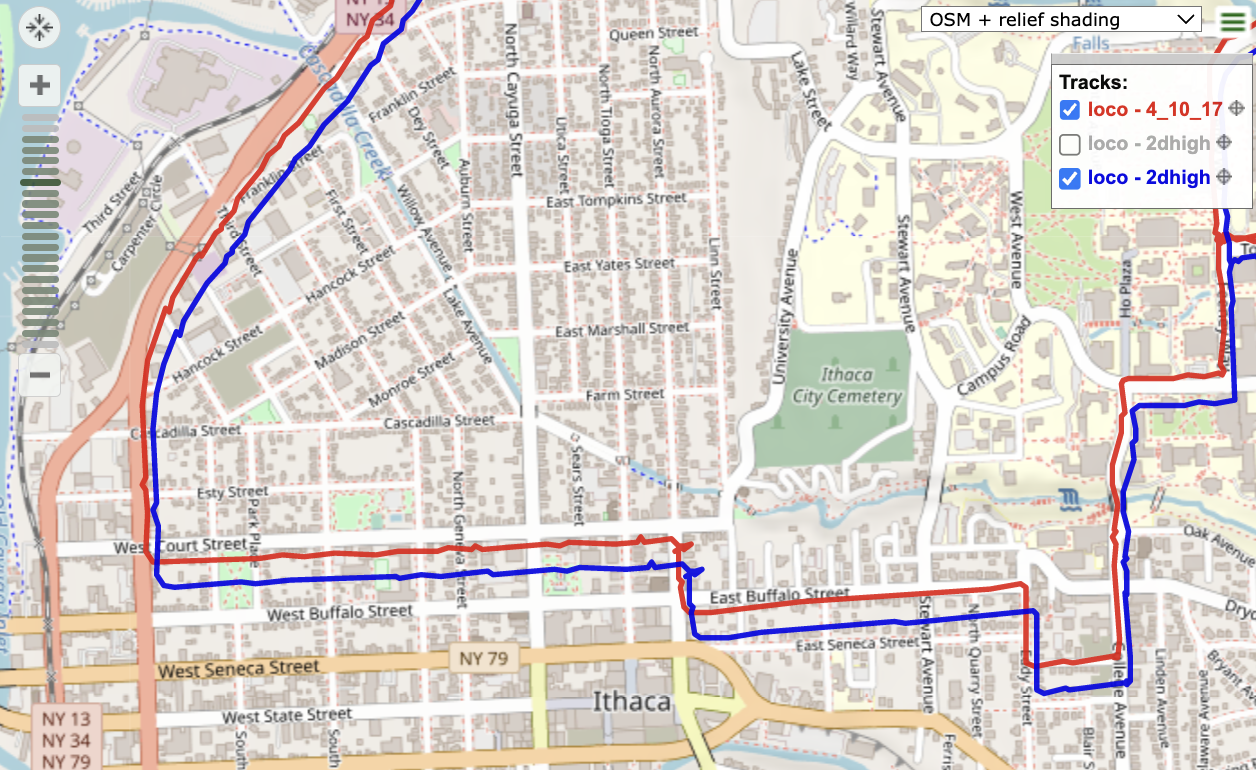 NY 13
NY 34
OSM + relief shading
Queen Street
Willard Way
Stewart Avenue
Falls
Tracks:
loco - 4_10_17
loco - 2dhigh
loco - 2dhigh
Cascadilla Creek
North Cayuga Street
Lake Street
Franklin Street
Dey Street
North Tioga Street
North Aurora Street
Utica Street
Franklin Street
Third Street
Carpenter Circle
First Street
Willow Avenue
Auburn Street
East Tompkins Street
West Avenue
Third Street
Stewart Avenue
Linn Street
University Avenue
Ho Plaza
East Yates Street
Hancock Street
Lake Avenue
East Marshall Street
Madison Street
Hancock Street
Campus Road
Monroe Street
Ithaca
City Cemetery
Farm Street
Cascadilla Street
Cascadilla Street
Sears Street
Esty Street
Park Place
North Geneva Street
West Court Street
Oak Avenue
East Buffalo Street
West Buffalo Street
Stewart Avenue
North Quarry Street
East Seneca Street
Eddy Street
College Avenue
Linden Avenue
NY 79
West Seneca Street
Ithaca
West State Street
NY 13
NY 34
NY 79
South
South
Blair S
Ferris